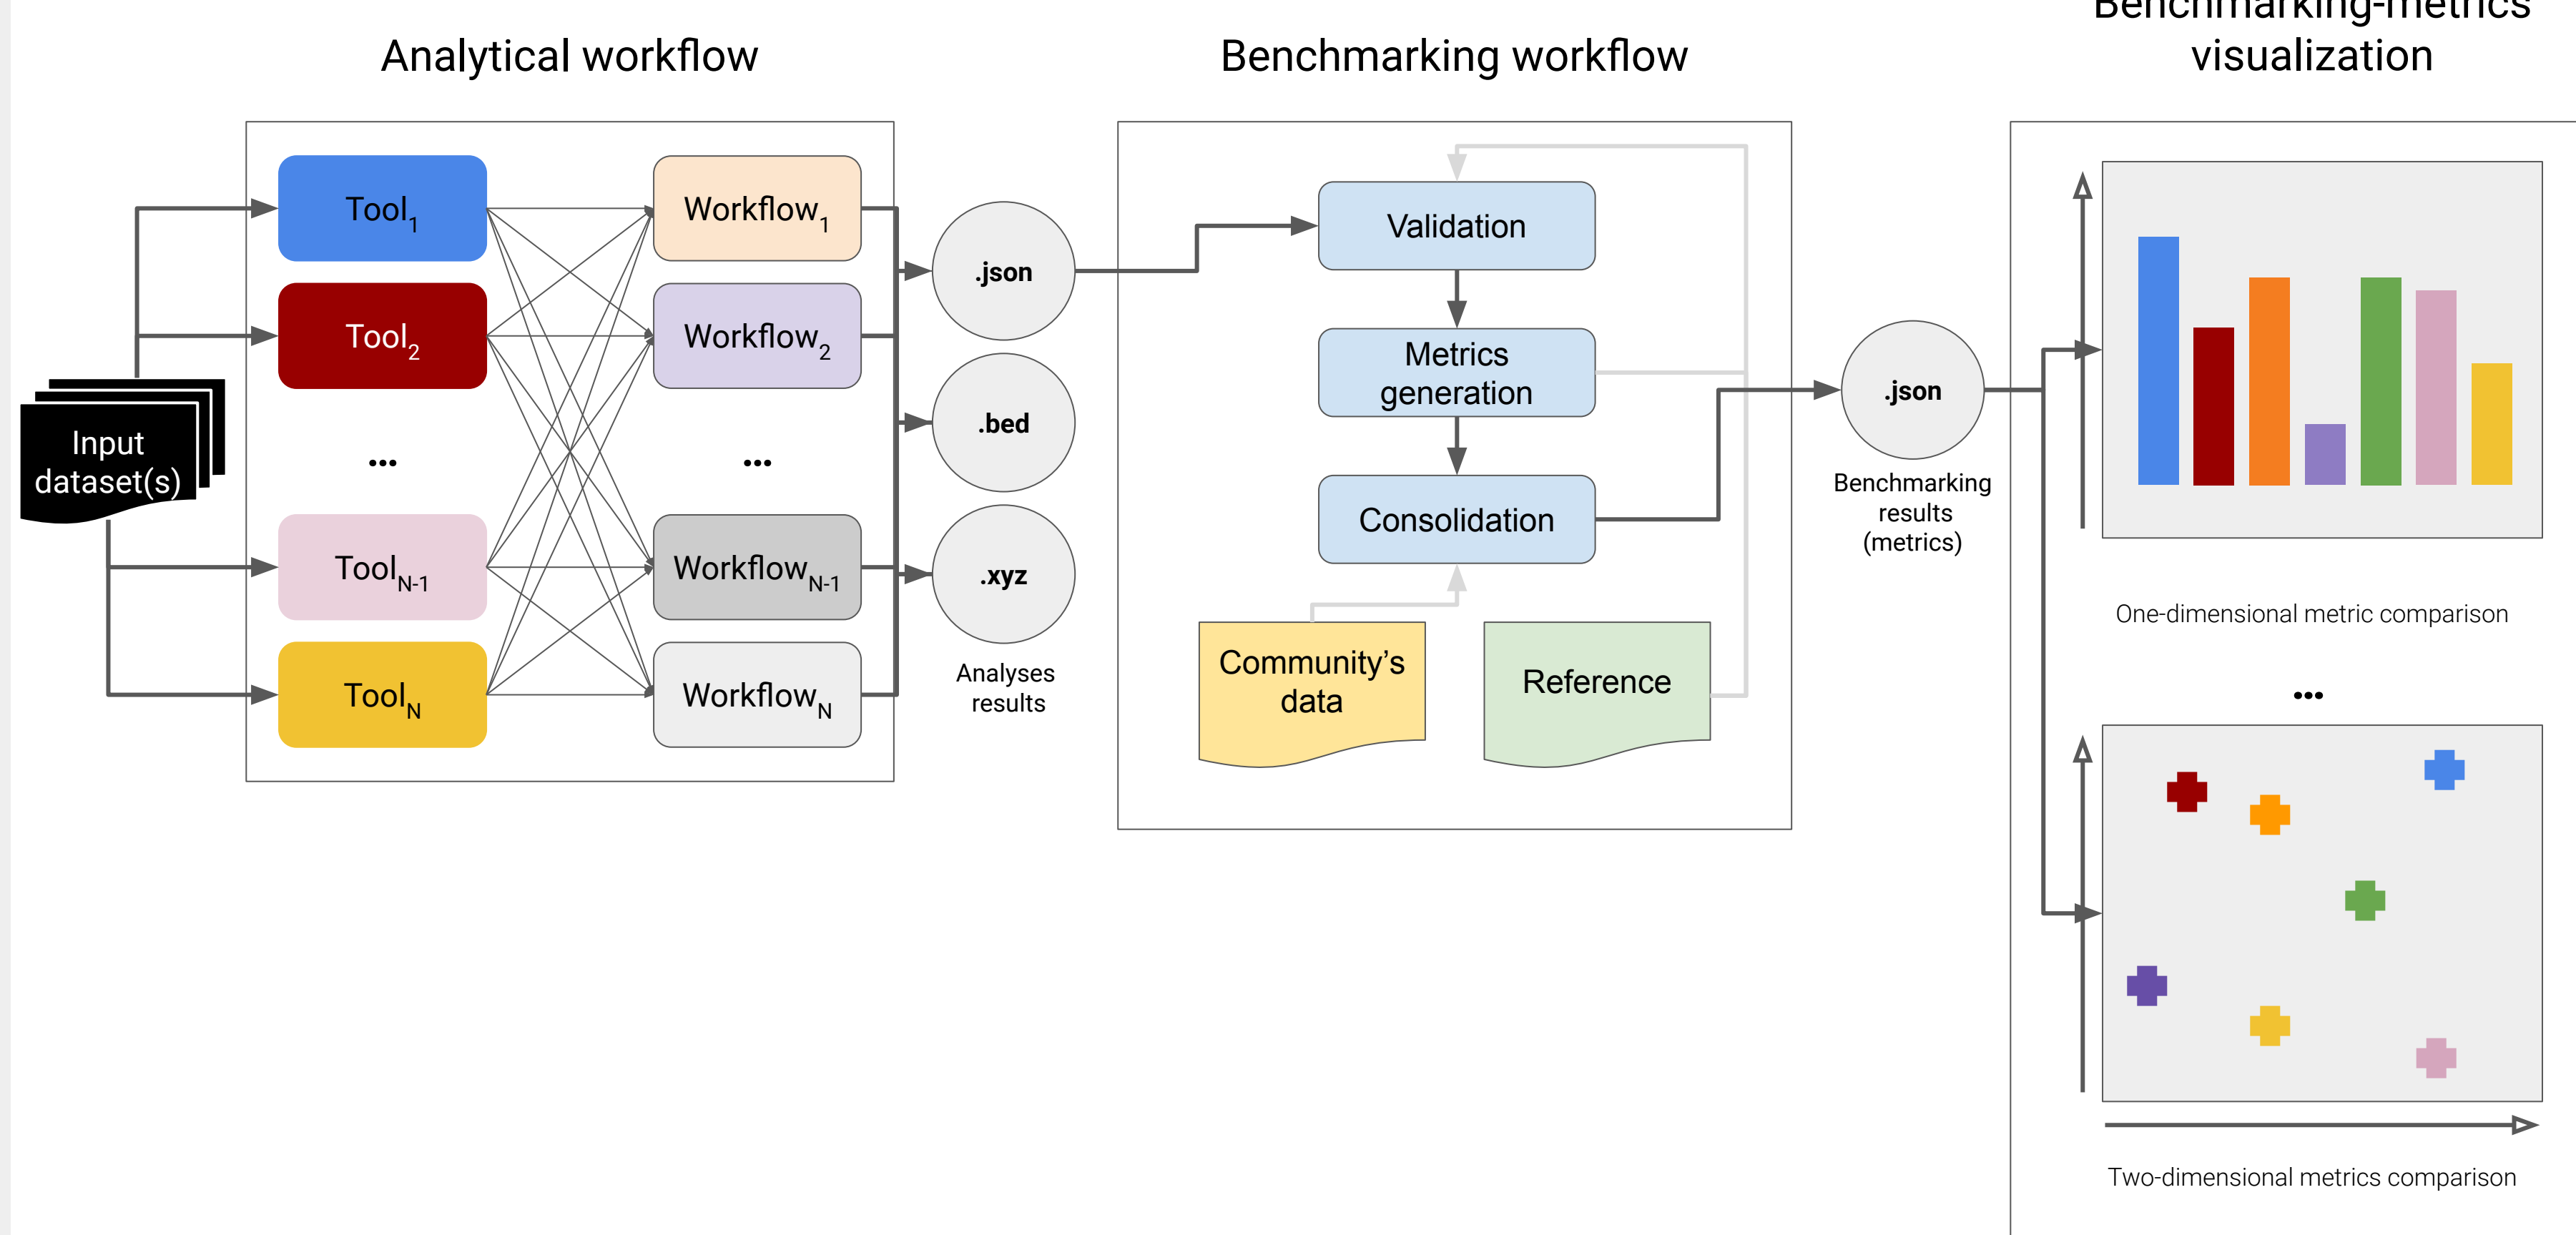 Analytical workflow
Benchmarking workflow
Benchmarking-metrics
visualization
Input
dataset(s)
Tool1
Tool2
...
ToolN-1
ToolN
Workflow1
Workflow2
...
WorkflowN-1
WorkflowN
.json
.bed
.xyz
Analyses
results
Validation
Metrics
generation
Consolidation
Community’s
data
Reference
.json
Benchmarking
results
(metrics)
One-dimensional metric comparison
...
Two-dimensional metrics comparison